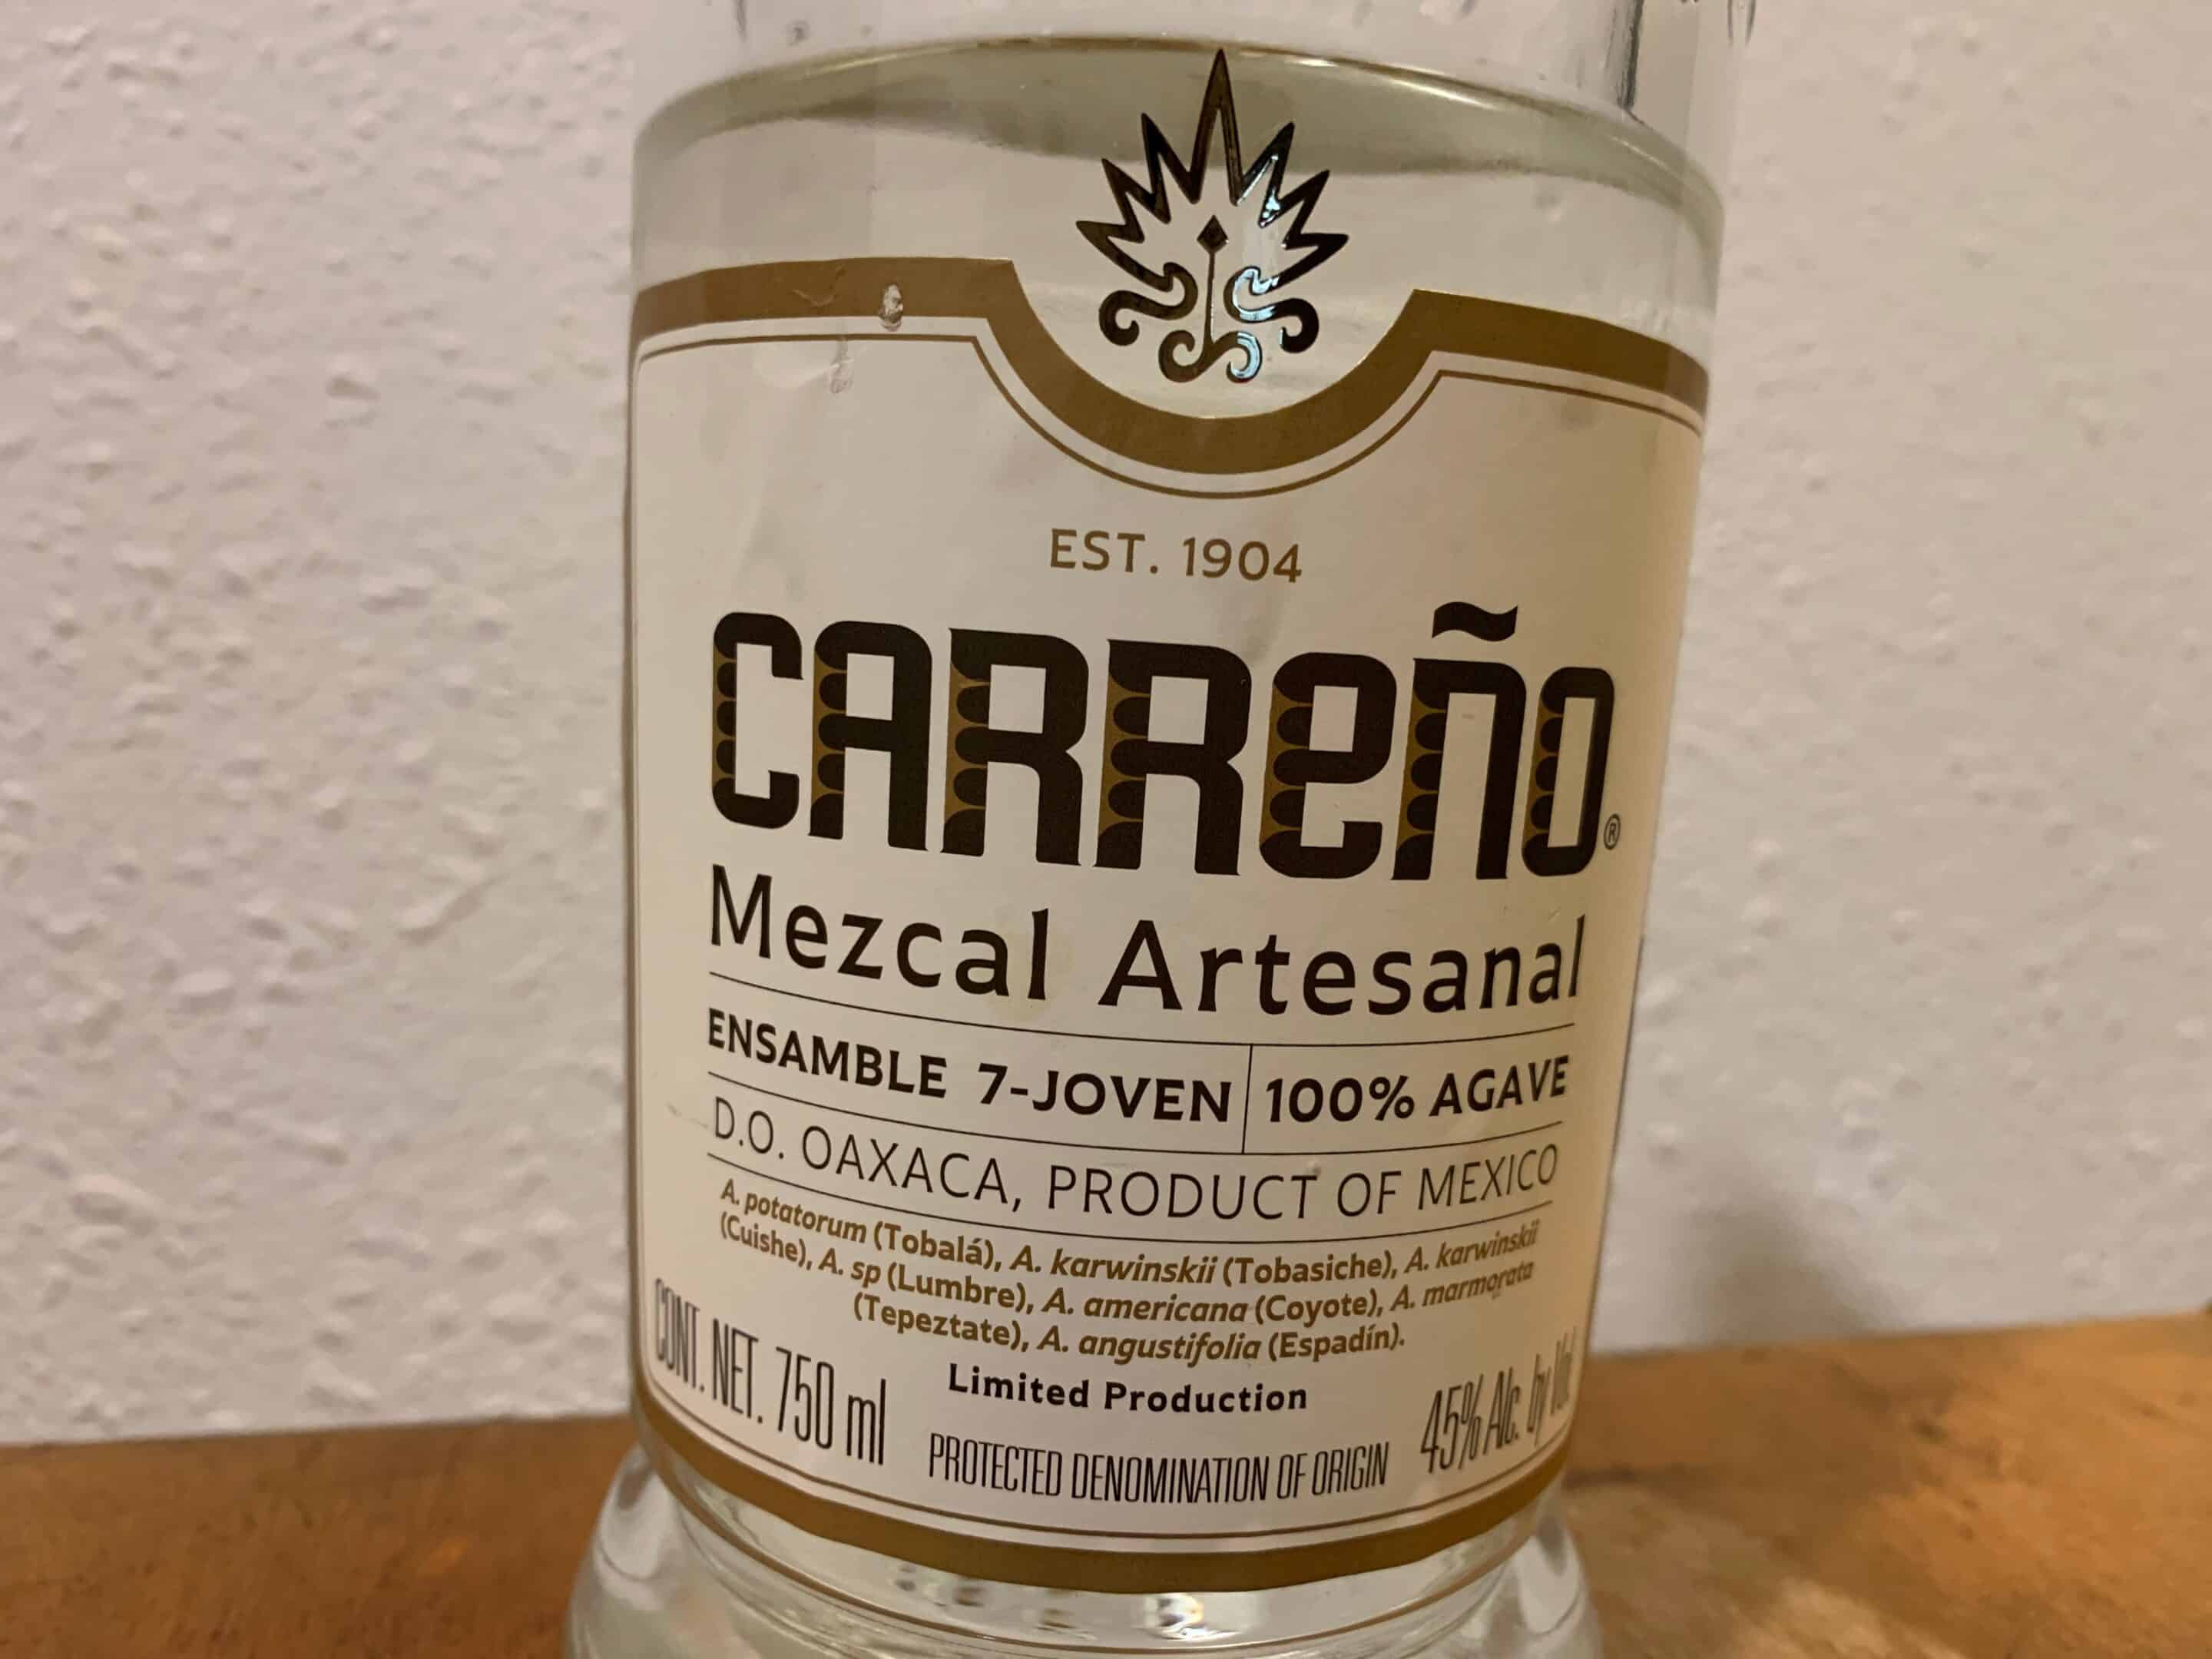 EST. 1904
CARREÑO®
Mezcal Artesanal
ENSAMBLE 7-JOVEN 100% AGAVE
D.O. OAXACA, PRODUCT OF MEXICO
A. potatorum (Tobalá), A. karwinskii (Tobasiche), A. karwinskii
(Cuishe), A. sp (Lumbre), A. americana (Coyote), A. marmorata
(Tepeztate), A. angustifolia (Espadín).
Limited Production
CONT. NET. 750 ml
PROTECTED DENOMINATION OF ORIGIN
45% Alc. by Vol